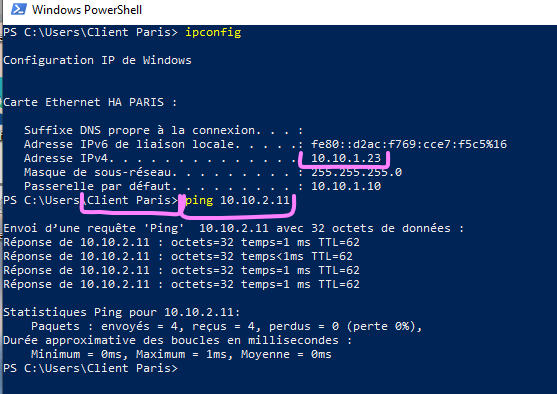 Windows PowerShell
PS C:\Users\Client Paris> ipconfig
Configuration IP de Windows
Carte Ethernet HA PARIS :
Suffixe DNS propre à la connexion. . . :
Adresse IPv6 de liaison locale. . . . .: fe80::d2ac:f769:cce7:f5c5%16
Adresse IPv4. . . . . . . . . . . . . .: 10.10.1.23
Masque de sous-réseau. . . . . . . . . : 255.255.255.0
Passerelle par défaut. . . . . . . . . : 10.10.1.10
PS C:\Users\Client Paris> ping 10.10.2.11
Envoi d’une requête 'Ping'  10.10.2.11 avec 32 octets de données :
Réponse de 10.10.2.11 : octets=32 temps=1 ms TTL=62
Réponse de 10.10.2.11 : octets=32 temps<1ms TTL=62
Réponse de 10.10.2.11 : octets=32 temps=1 ms TTL=62
Réponse de 10.10.2.11 : octets=32 temps=1 ms TTL=62
Statistiques Ping pour 10.10.2.11:
Paquets : envoyés = 4, reçus = 4, perdus = 0 (perte 0%),
Durée approximative des boucles en millisecondes :
Minimum = 0ms, Maximum = 1ms, Moyenne = 0ms
PS C:\Users\Client Paris>